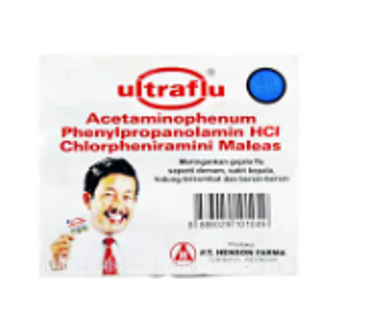 ultraflu
®
Acetaminophenum
Phenylpropanolamin HCl
Chlorpheniramini Maleas
Meringankan gejala flu
seperti demam, sakit kepala,
hidung tersumbat dan bersin-bersin
P.T. HENSON FARMA